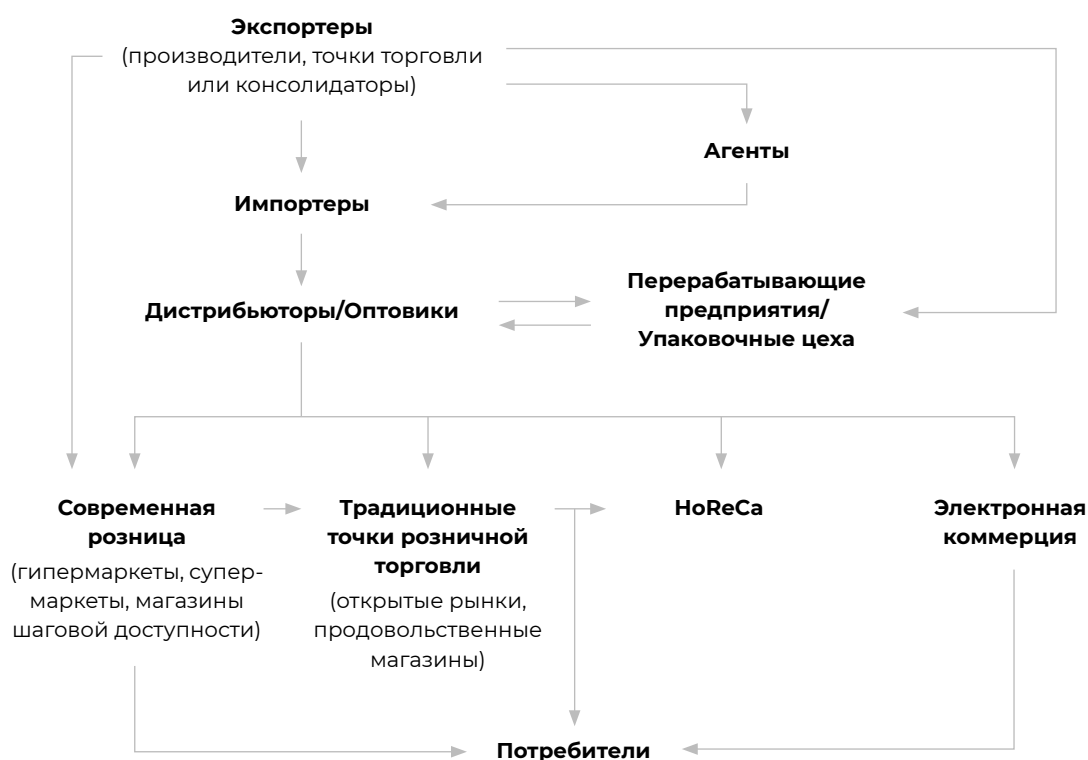 Экспортеры
(производители, точки торговли
или консолидаторы)
Агенты
Импортеры
Дистрибьюторы/Оптовики
Перерабатывающие
предприятия/
Упаковочные цеха
Современная
розница
(гипермаркеты, супер-
маркеты, магазины
шаговой доступности)
Традиционные
точки розничной
торговли
(открытые рынки,
продовольственные
магазины)
HoReCa
Электронная
коммерция
Потребители